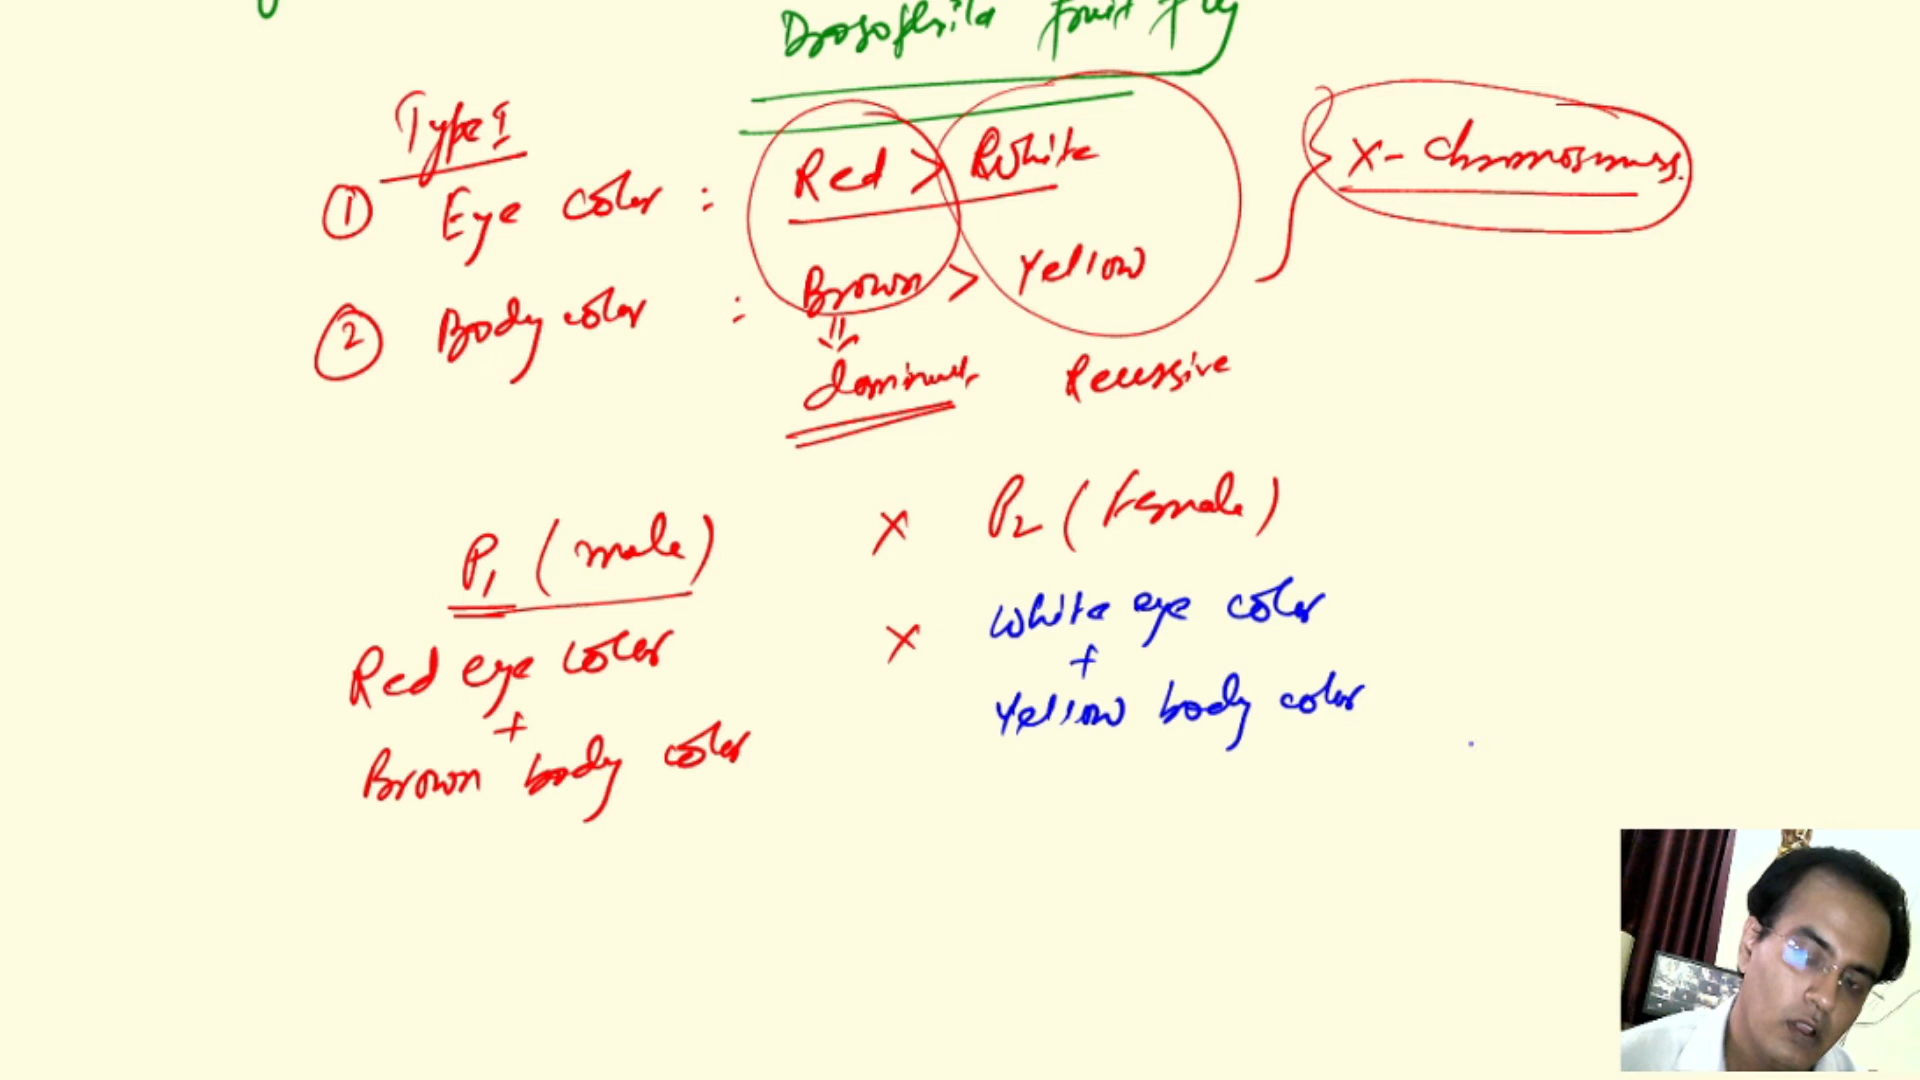 Drosophila fruit fly
Type 1
① Eye color : Red > White
X- chromosomes.
② Body color : Brown > Yellow
dominant Recessive
P1 (male) × P2 (female)
Red eye color × White eye color
+ +
Brown body color Yellow body color